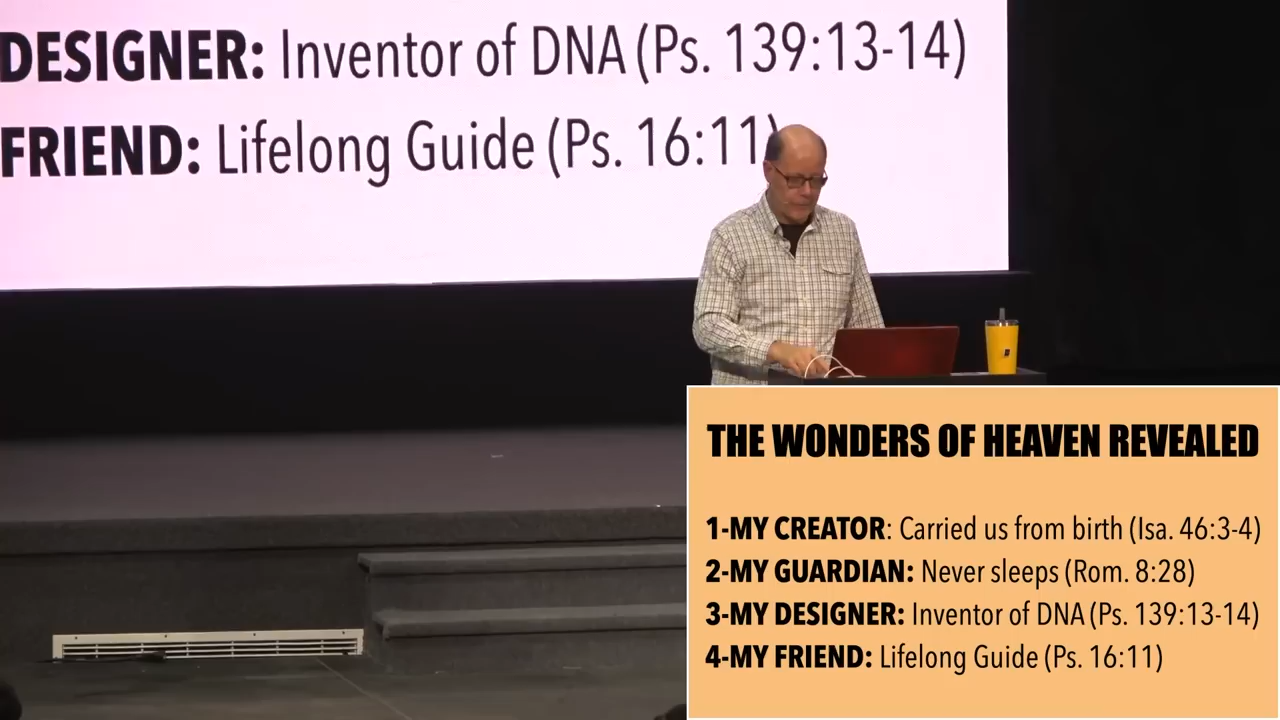 DESIGNER: Inventor of DNA (Ps. 139:13-14)
FRIEND: Lifelong Guide (Ps. 16:11)
THE WONDERS OF HEAVEN REVEALED
1-MY CREATOR: Carried us from birth (Isa. 46:3-4)
2-MY GUARDIAN: Never sleeps (Rom. 8:28)
3-MY DESIGNER: Inventor of DNA (Ps. 139:13-14)
4-MY FRIEND: Lifelong Guide (Ps. 16:11)